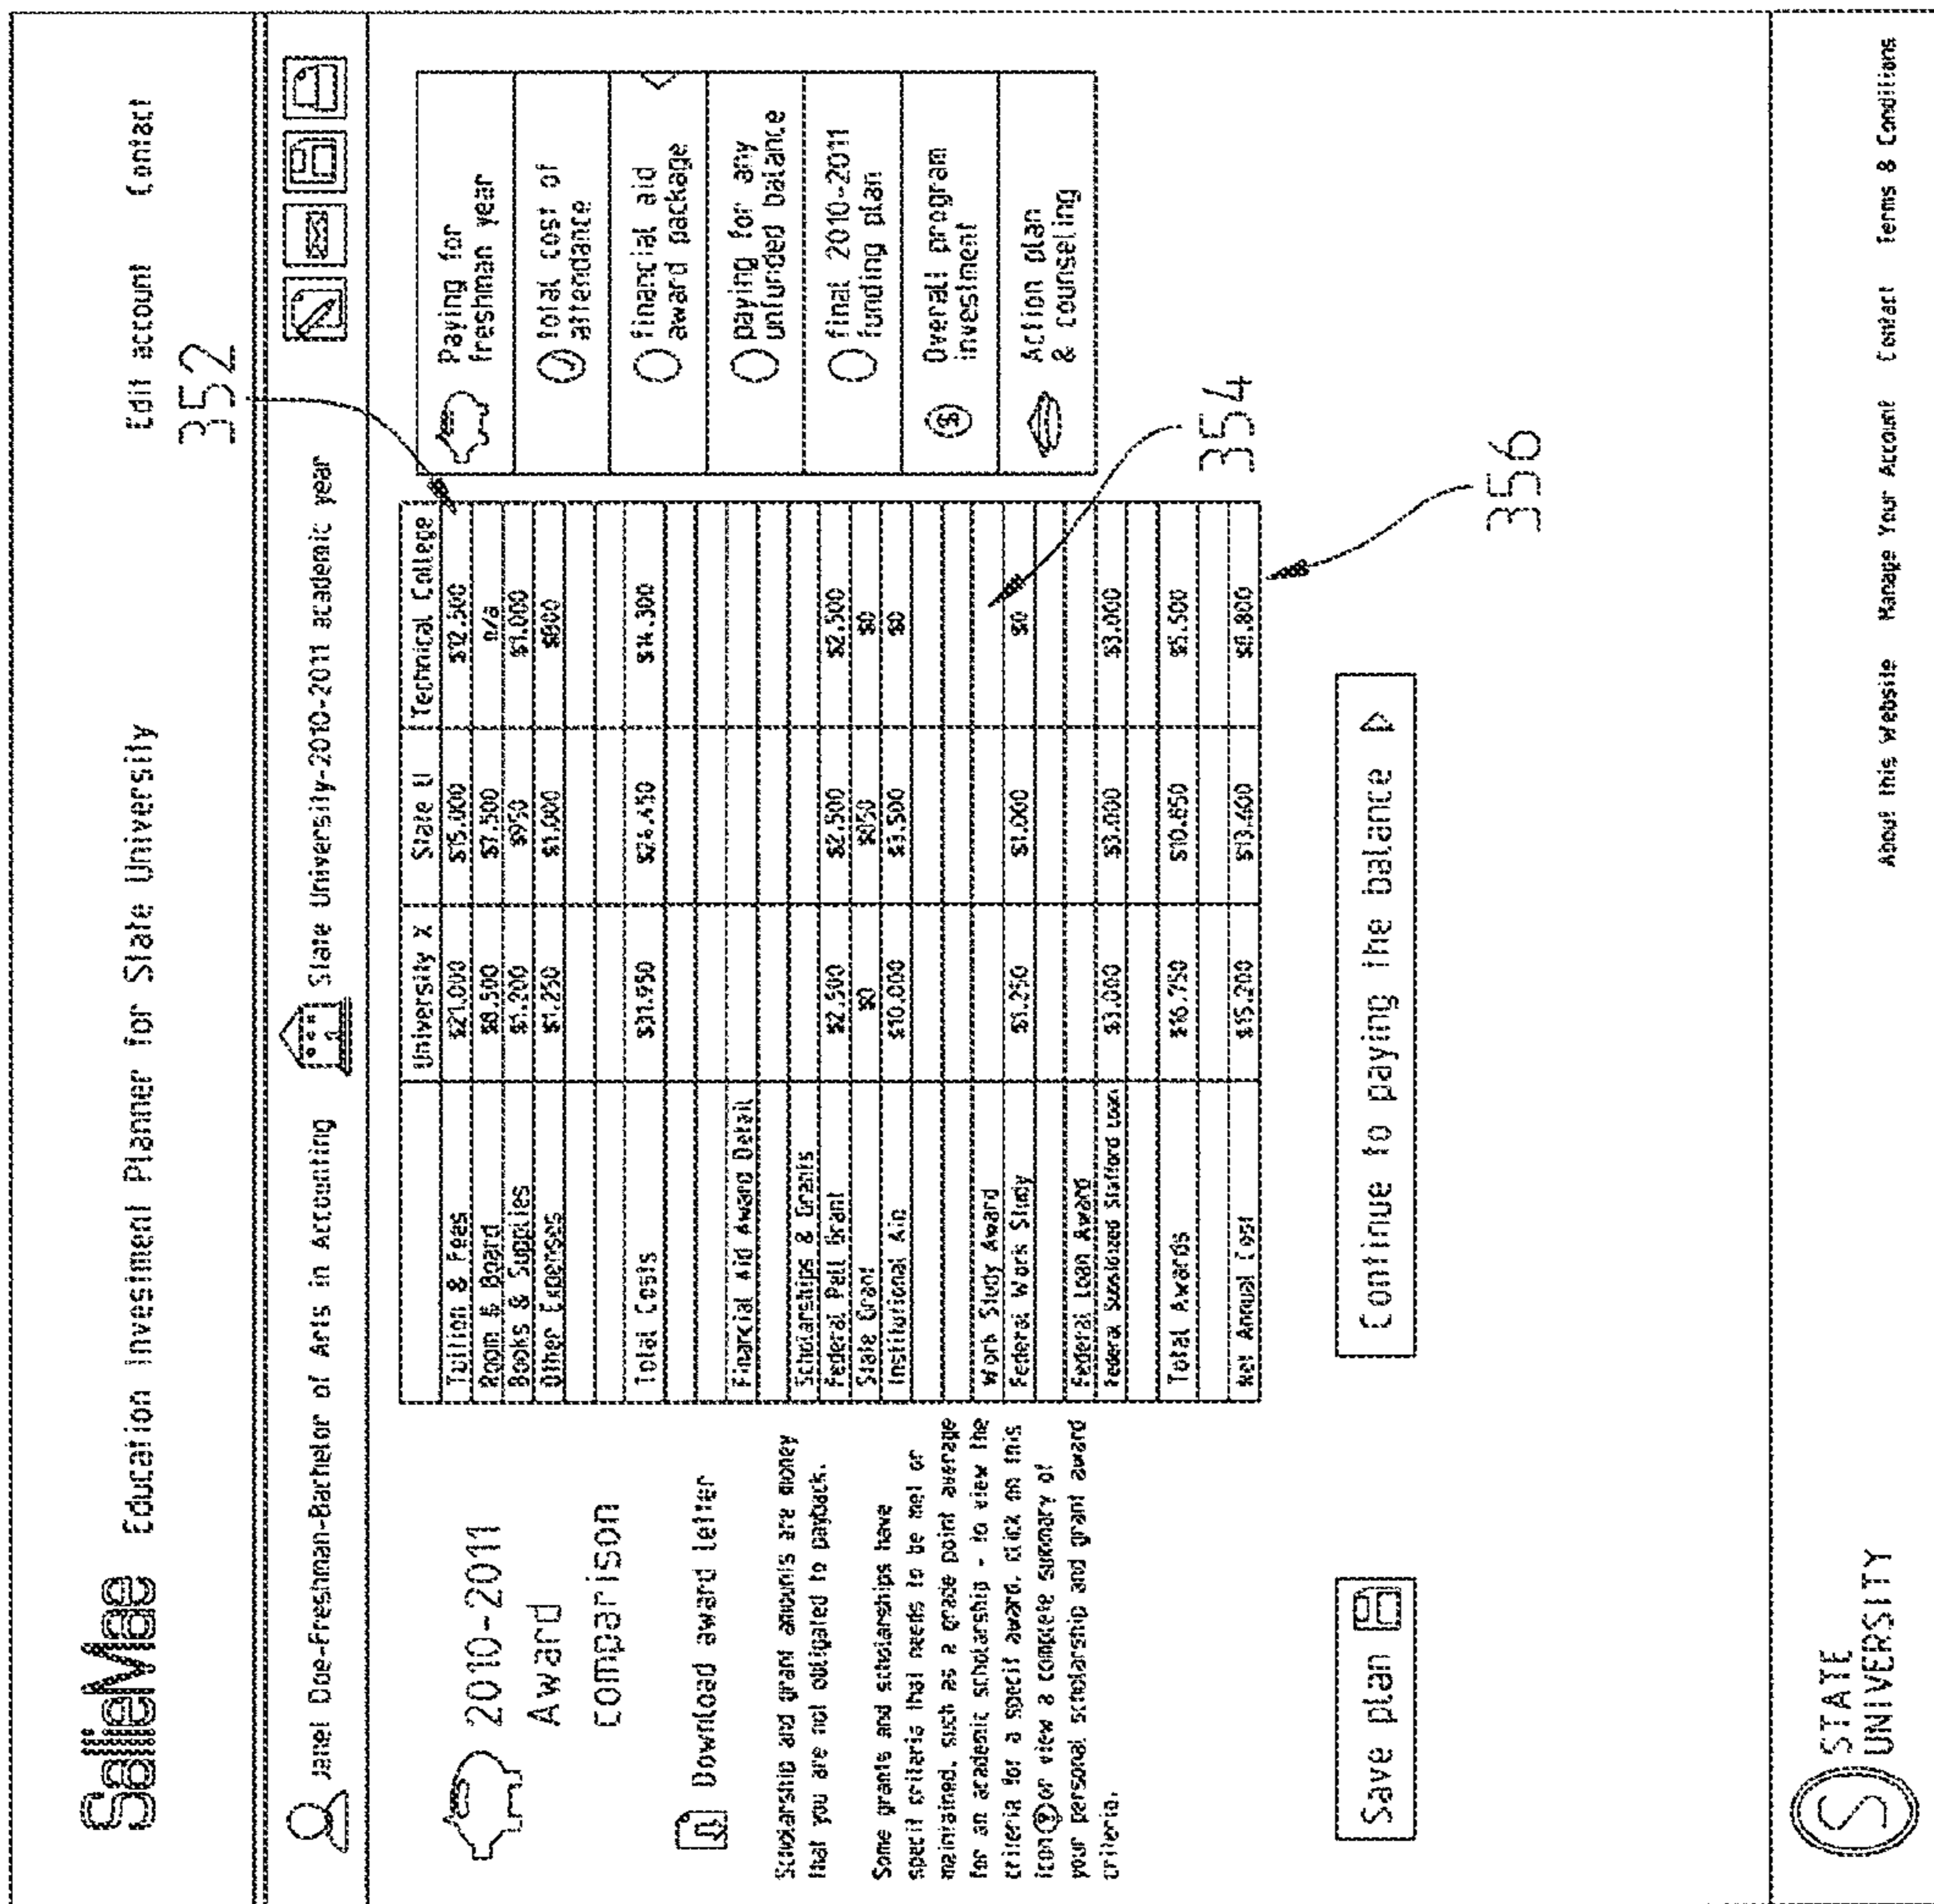 SallieMae Education Investment Planner for State University Edit account Contact
352
Janet Doe-Freshman-Bachelor of Arts in Accounting State University-2010-2011 academic year
2010-2011
Award
comparison
Download award letter
Scholarship and grant amounts are money
that you are not obligated to payback.
Some grants and scholarships have
specif criteria that needs to be met or
maintained, such as a grade point average
for an academic scholarship - to view the
criteria for a specif award, click on this
icon ? or view a complete summary of
your personal scholarship and grant award
criteria.
University X State U Technical College
Tuition & Fees $21,000 $15,000 $12,500
Room & Board $8,500 $7,500 n/a
Books & Supplies $1,200 $950 $1,000
Other Expenses $1,250 $1,000 $800
Total Costs $31,950 $24,450 $14,300
Financial Aid Award Detail
Scholarships & Grants
Federal Pell Grant $2,500 $2,500 $2,500
State Grant $0 $850 $0
Institutional Aid $10,000 $3,500 $0
Work Study Award
Federal Work Study $1,250 $1,000 $0
Federal Loan Award
Federal Subsidized Stafford Loan $3,000 $3,000 $3,000
Total Awards $16,750 $10,850 $5,500
Net Annual Cost $15,200 $13,600 $8,800
Paying for
freshman year
total cost of
attendance
financial aid
award package
paying for any
unfunded balance
final 2010-2011
funding plan
$ Overall program
investment
Action plan
& counseling
354
356
Save plan
Continue to paying the balance
S STATE
UNIVERSITY
About this Website Manage Your Account Contact Terms & Conditions